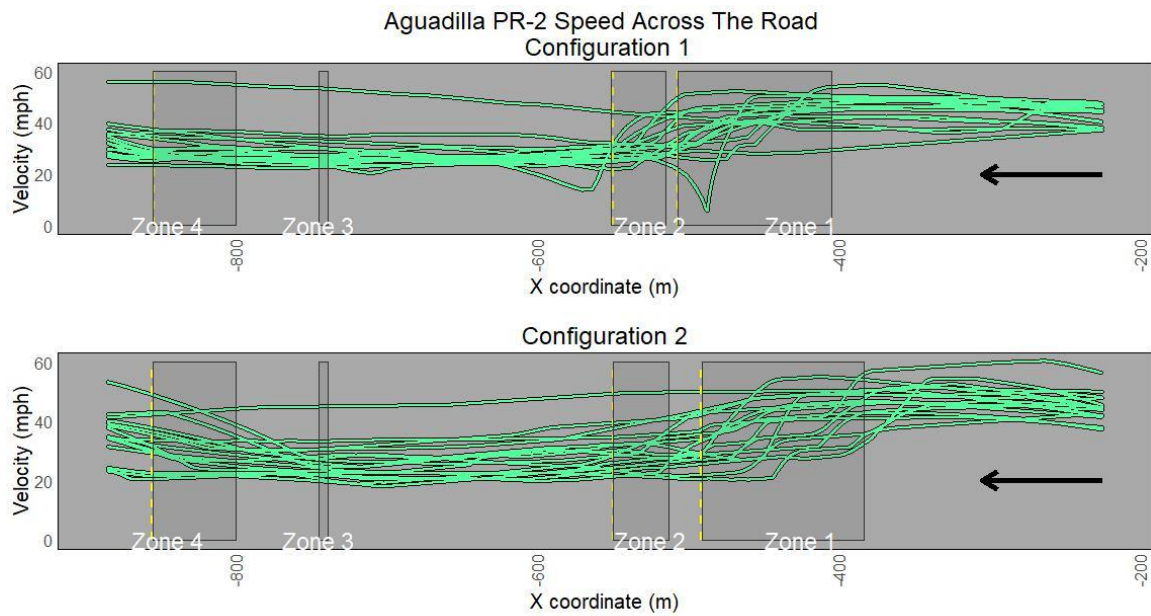 Aguadilla PR-2 Speed Across The Road
Configuration 1
Velocity (mph)
60
40
20
0
Zone 4
Zone 3
Zone 2
Zone 1
-800
-600
-400
-200
X coordinate (m)
Configuration 2
Velocity (mph)
60
40
20
0
Zone 4
Zone 3
Zone 2
Zone 1
-800
-600
-400
-200
X coordinate (m)